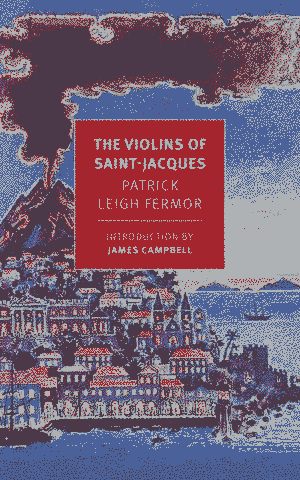 THE VIOLINS OF
SAINT-JACQUES
PATRICK
LEIGH FERMOR
INTRODUCTION BY
JAMES CAMPBELL